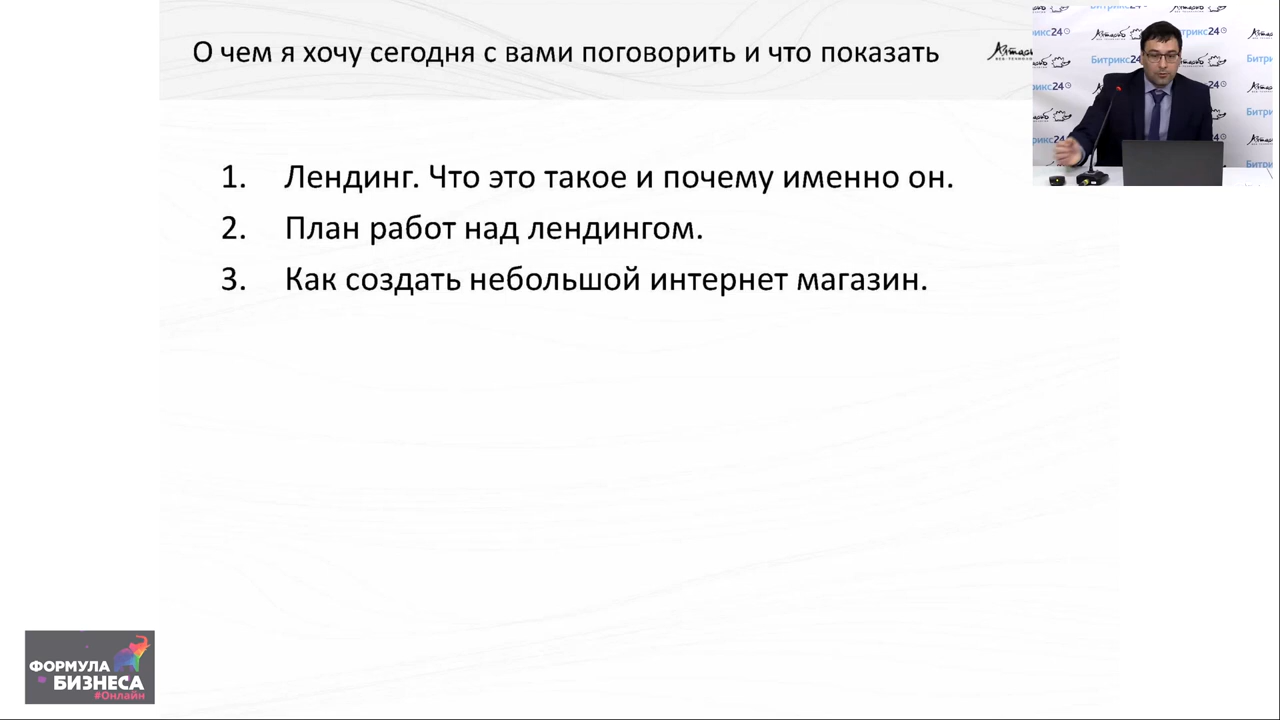 О чем я хочу сегодня с вами поговорить и что показать
1. Лендинг. Что это такое и почему именно он.
2. План работ над лендингом.
3. Как создать небольшой интернет магазин.
Битрикс24
ФОРМУЛА
БИЗНЕСА
#Онлайн